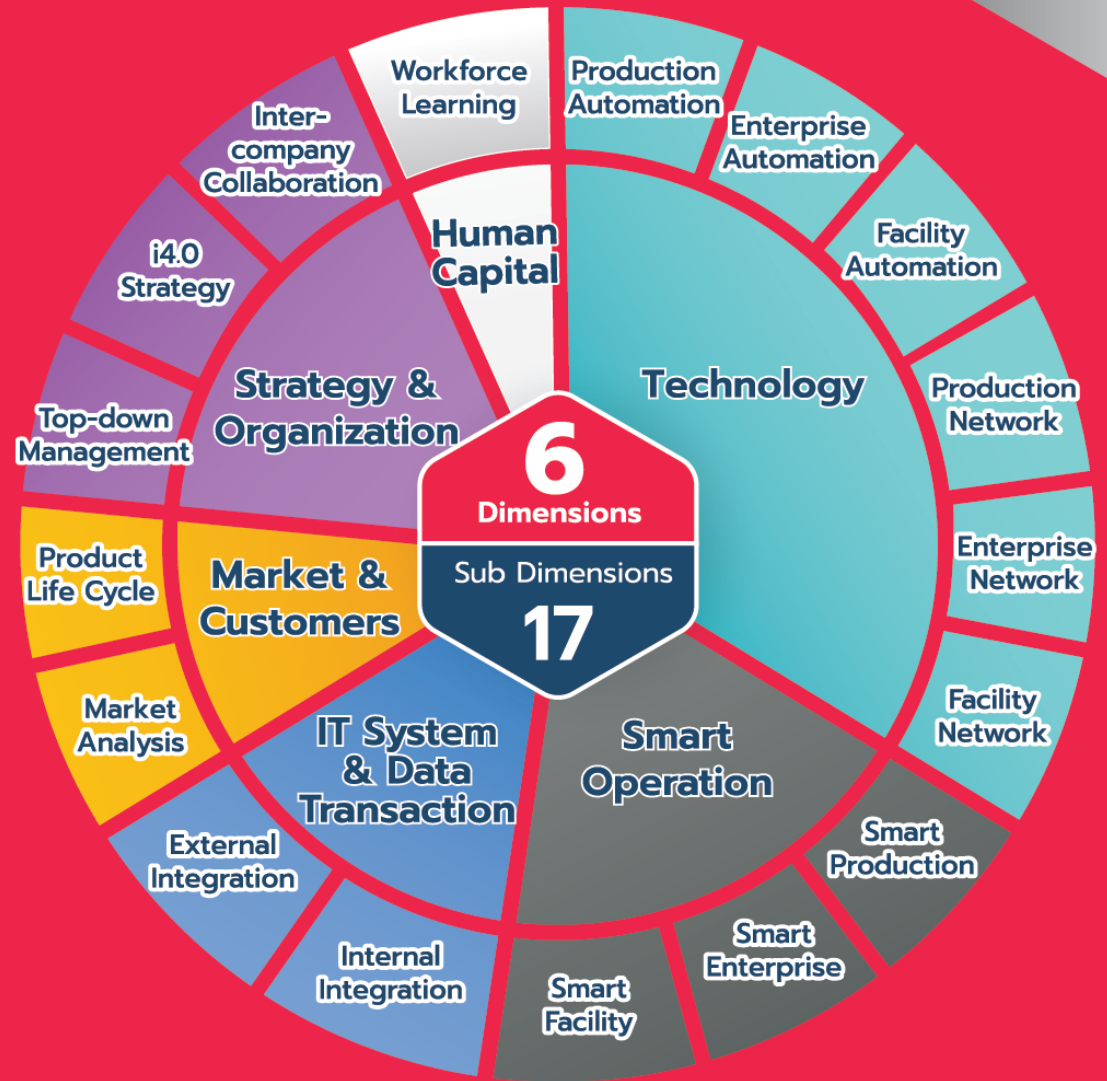 Workforce
Learning
Production
Automation
Enterprise
Automation
Facility
Automation
Production
Network
Enterprise
Network
Facility
Network
Smart
Production
Smart
Enterprise
Smart
Facility
Internal
Integration
External
Integration
Market
Analysis
Product
Life Cycle
Top-down
Management
i4.0
Strategy
Inter-
company
Collaboration
Human
Capital
Technology
Smart
Operation
IT System
& Data
Transaction
Market &
Customers
Strategy &
Organization
6
Dimensions
Sub Dimensions
17